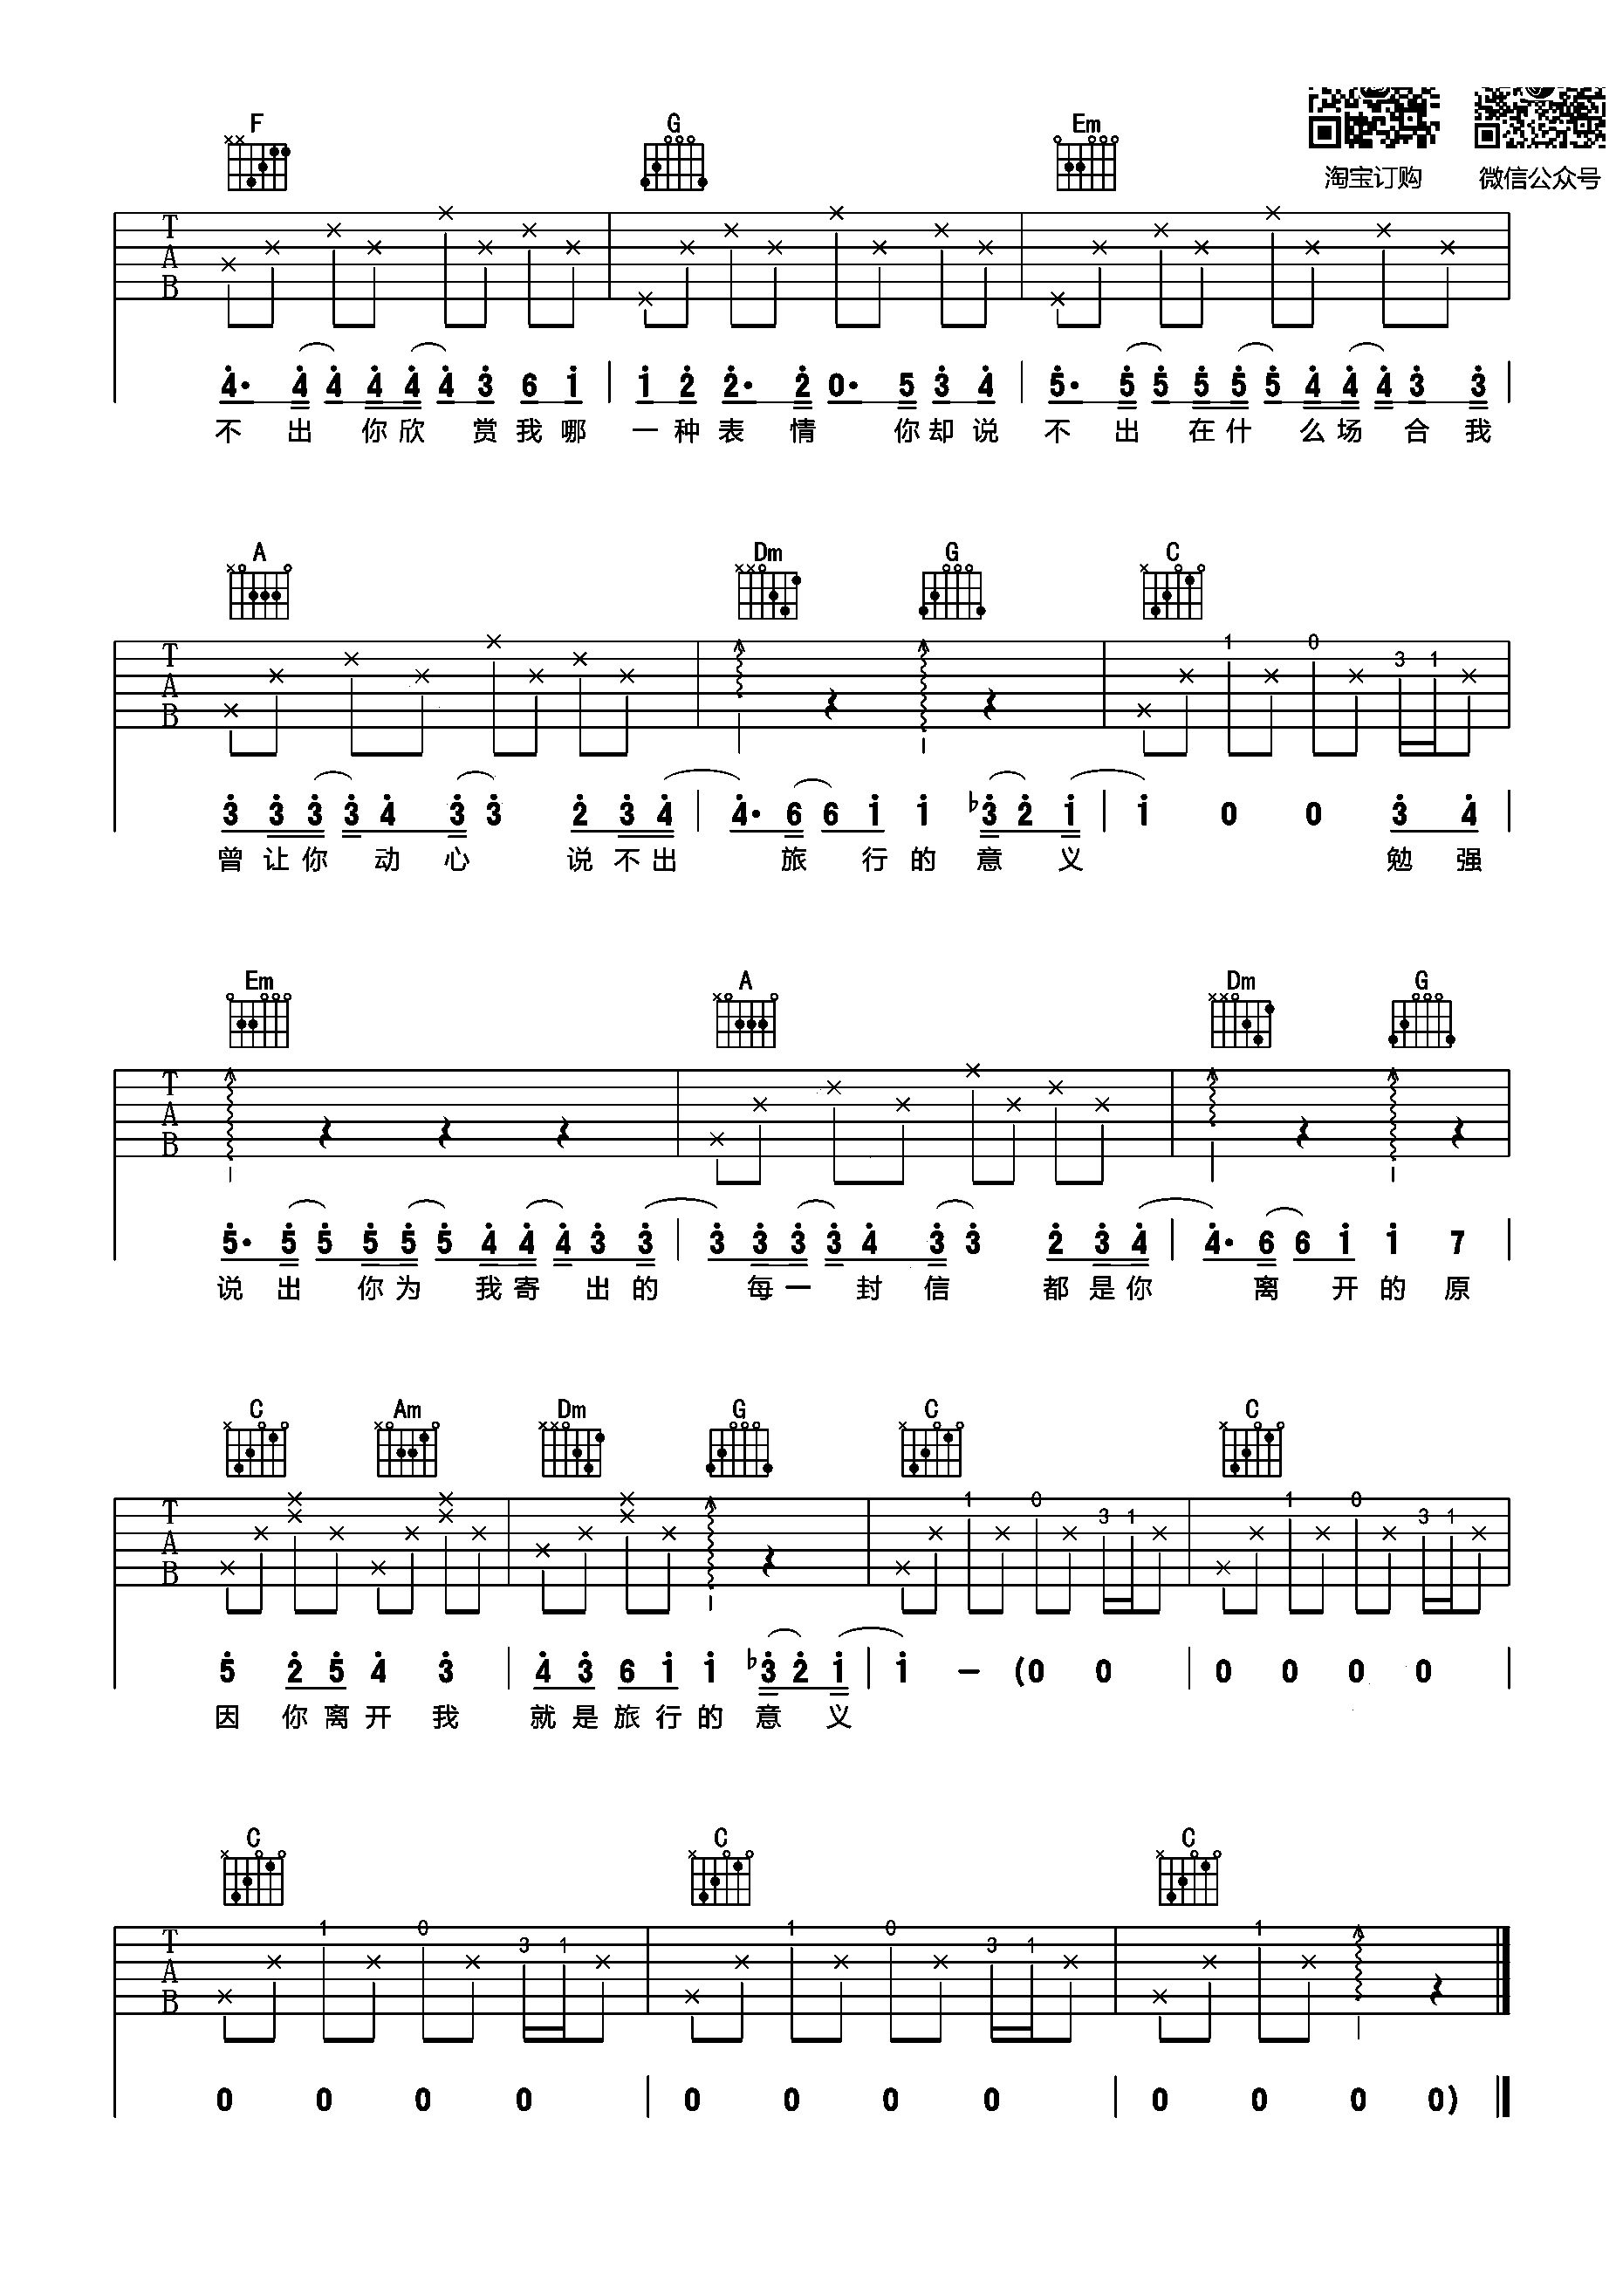 淘宝订购 微信公众号
F G Em
T
A
B
4· 4 4 4 4 4 3 6 1 | 1 2 2· 2 0· 5 3 4 | 5· 5 5 5 5 5 4 4 4 3 3 |
不 出 你 欣 赏 我 哪 一 种 表 情 你 却 说 不 出 在 什 么 场 合 我
A Dm G C
1 0 3 1
T
A
B
3 3 3 3 4 3 3 2 3 4 | 4· 6 6 1 1 ♭3 2 1 | 1 0 0 3 4 |
曾 让 你 动 心 说 不 出 旅 行 的 意 义 勉 强
Em A Dm G
T
A
B
5· 5 5 5 5 5 4 4 4 3 3 | 3 3 3 3 4 3 3 2 3 4 | 4· 6 6 1 1 7 |
说 出 你 为 我 寄 出 的 每 一 封 信 都 是 你 离 开 的 原
C Am Dm G C C
1 0 3 1 1 0 3 1
T
A
B
5 2 5 4 3 | 4 3 6 1 1 ♭3 2 1 | 1 – (0 0 | 0 0 0 0 |
因 你 离 开 我 就 是 旅 行 的 意 义
C C C
1 0 3 1 1 0 3 1 1
T
A
B
0 0 0 0 | 0 0 0 0 | 0 0 0 0)